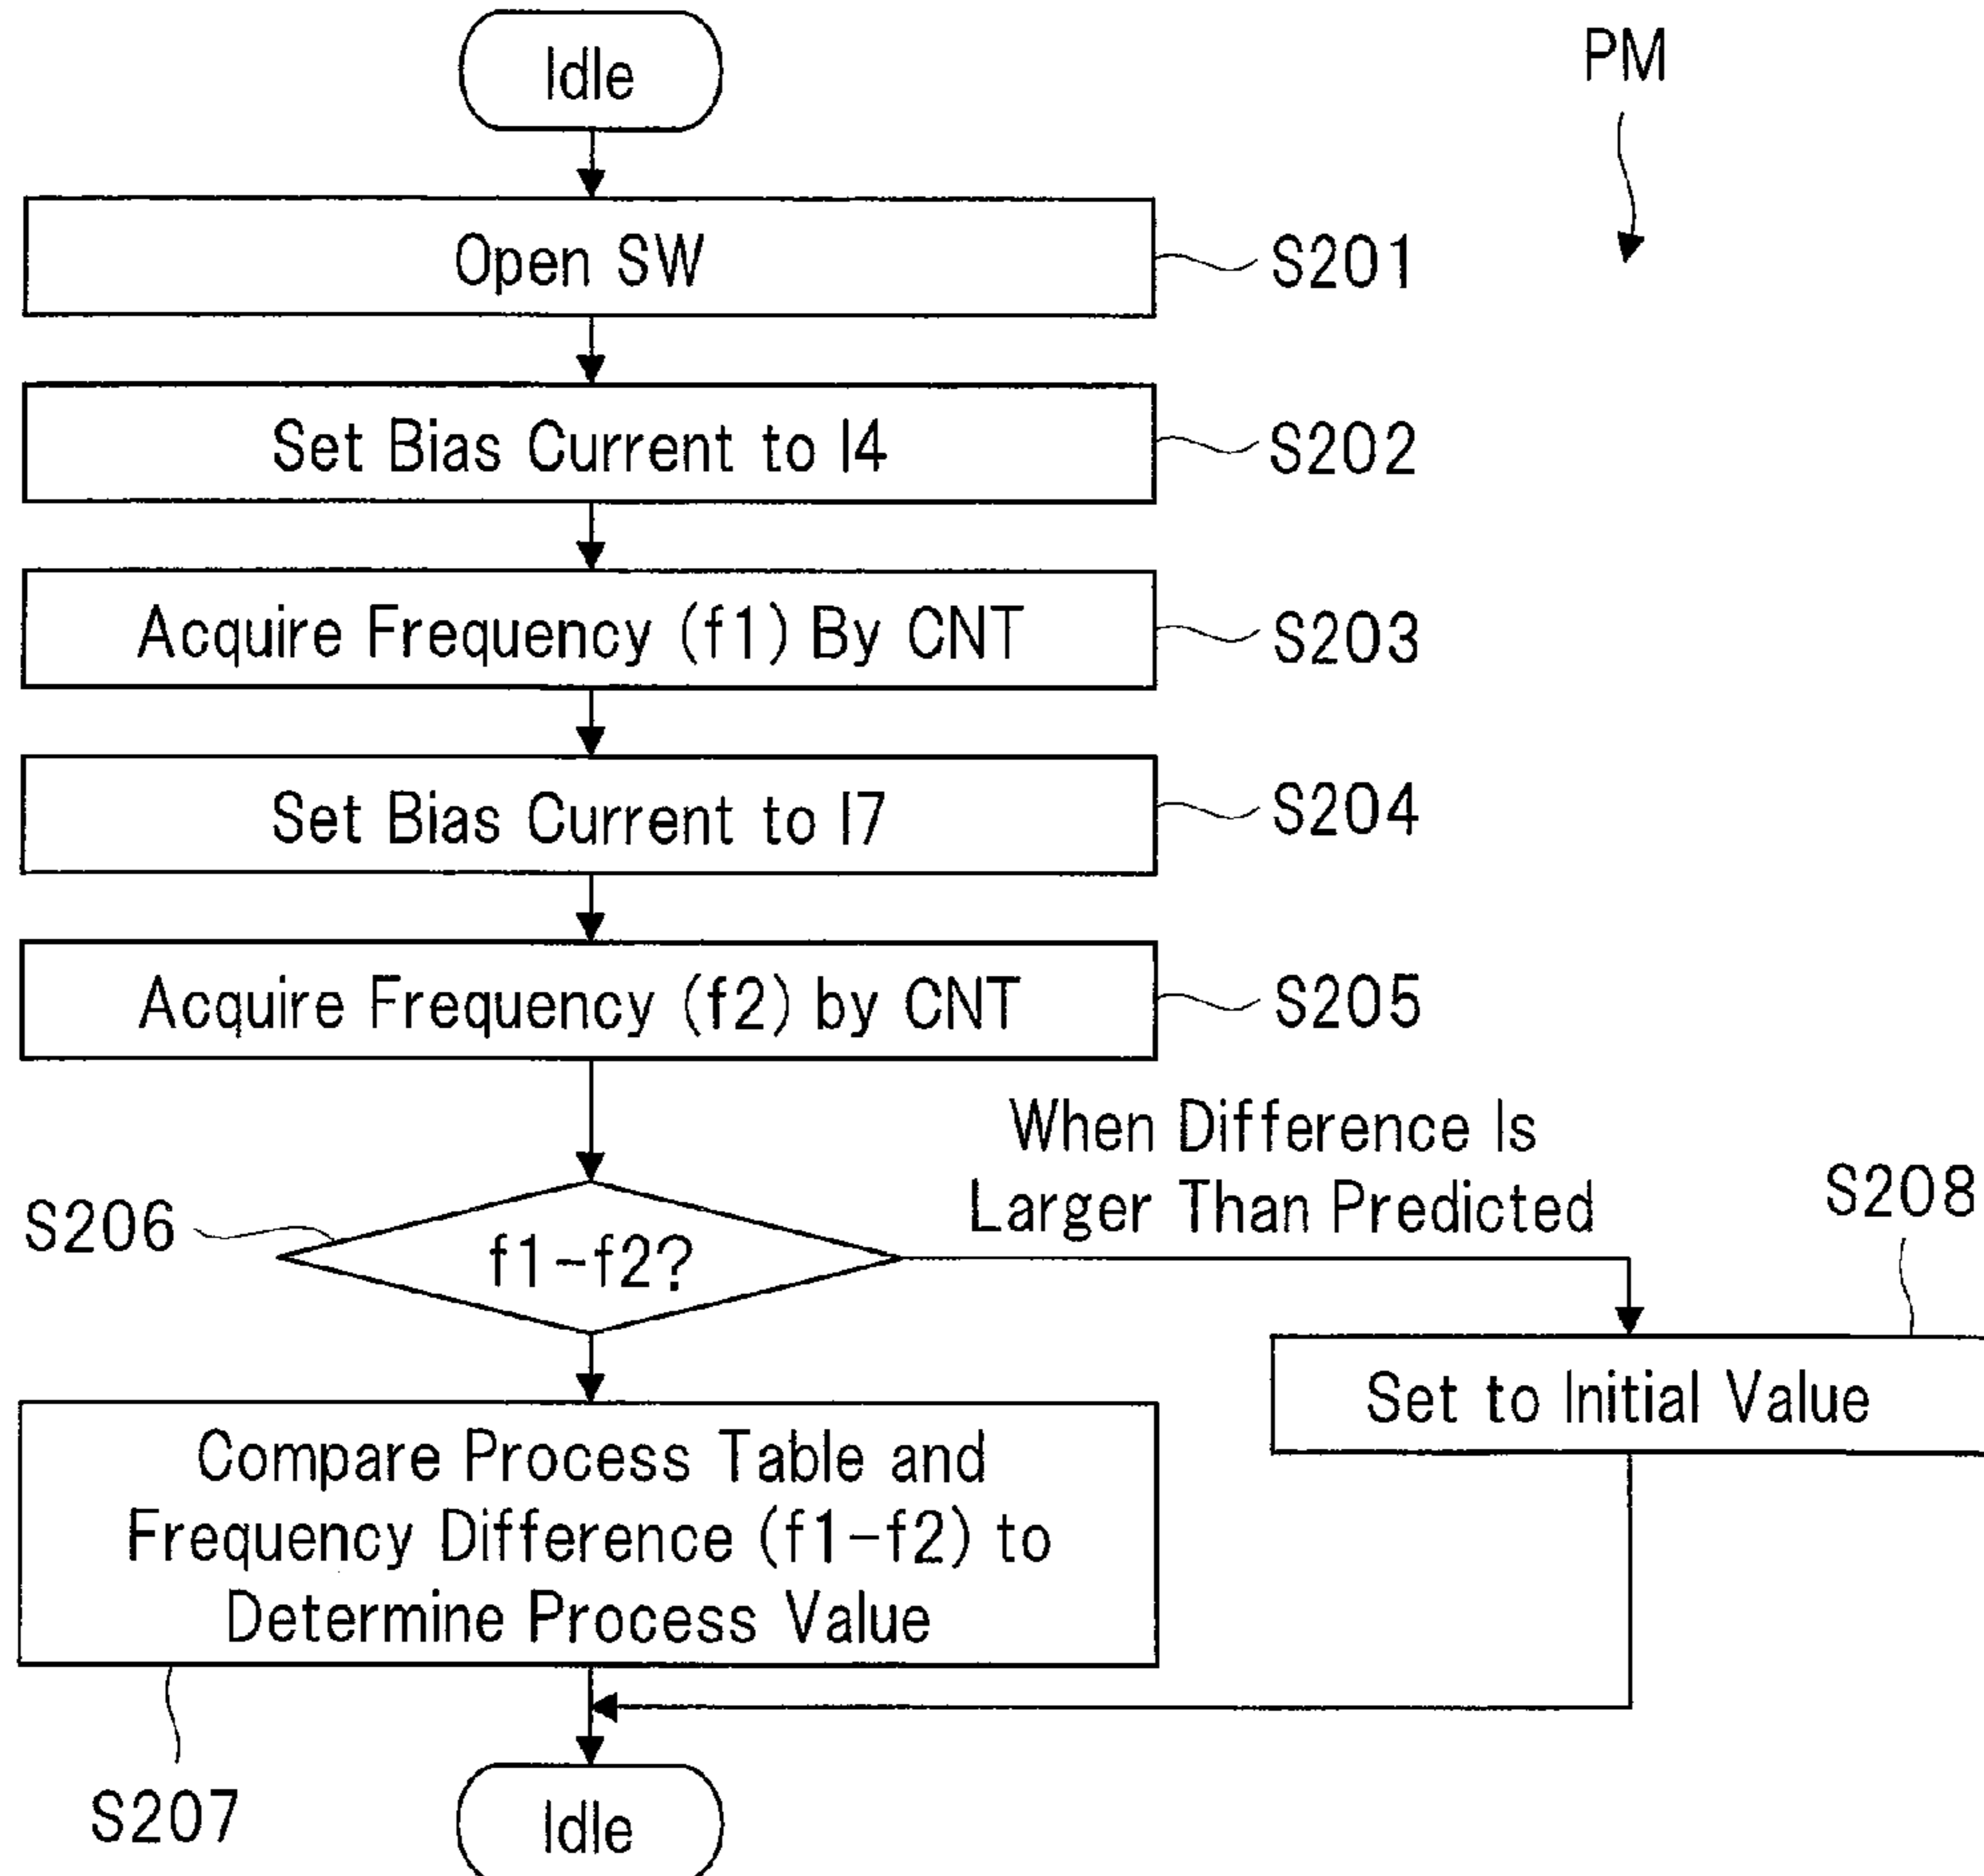 Idle
PM
Open SW
S201
Set Bias Current to I4
S202
Acquire Frequency (f1) By CNT
S203
Set Bias Current to I7
S204
Acquire Frequency (f2) by CNT
S205
When Difference Is
Larger Than Predicted
S208
S206
f1-f2?
Set to Initial Value
Compare Process Table and
Frequency Difference (f1-f2) to
Determine Process Value
S207
Idle